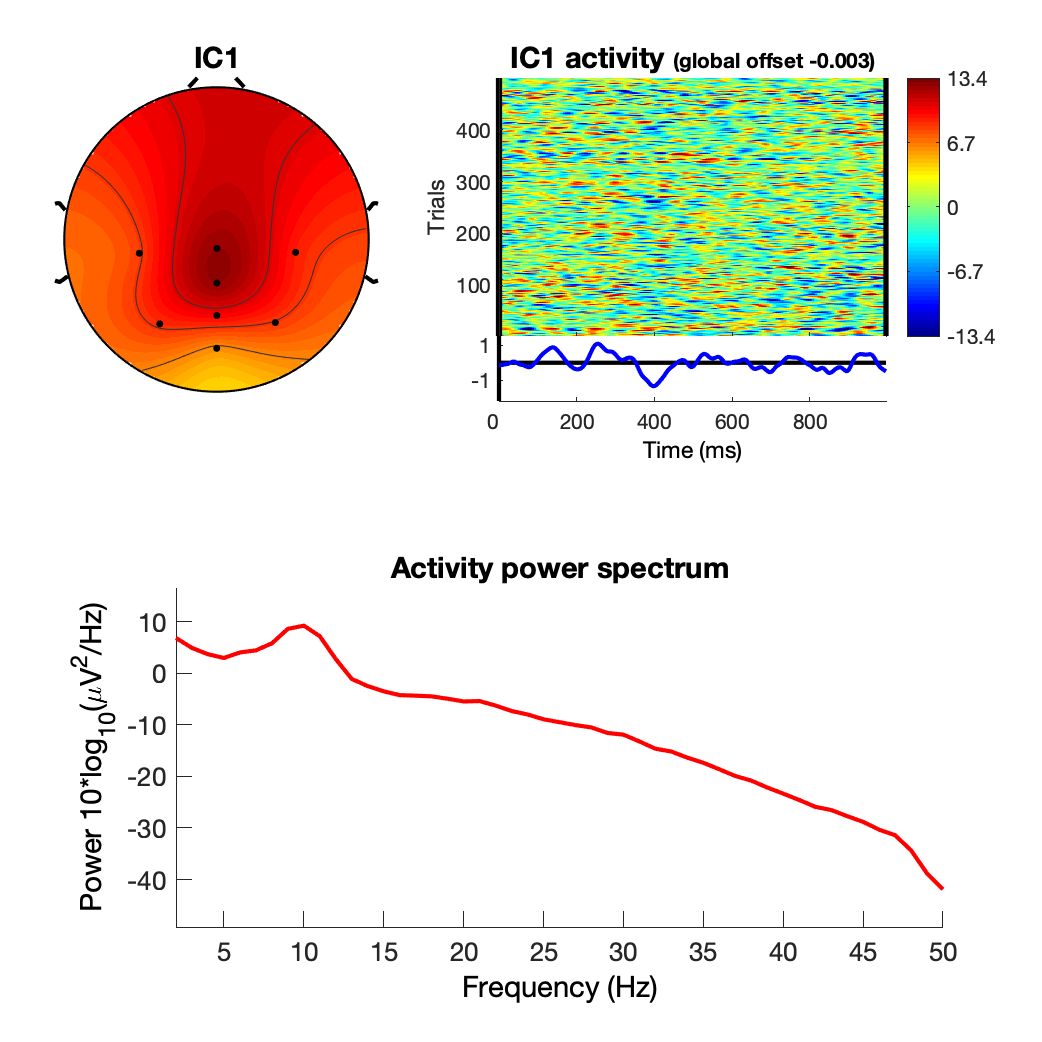 IC1
IC1 activity (global offset -0.003)
Trials
400
300
200
100
13.4
6.7
0
-6.7
-13.4
1
-1
0 200 400 600 800
Time (ms)
Activity power spectrum
Power 10*log10(μV2/Hz)
10
0
-10
-20
-30
-40
5 10 15 20 25 30 35 40 45 50
Frequency (Hz)